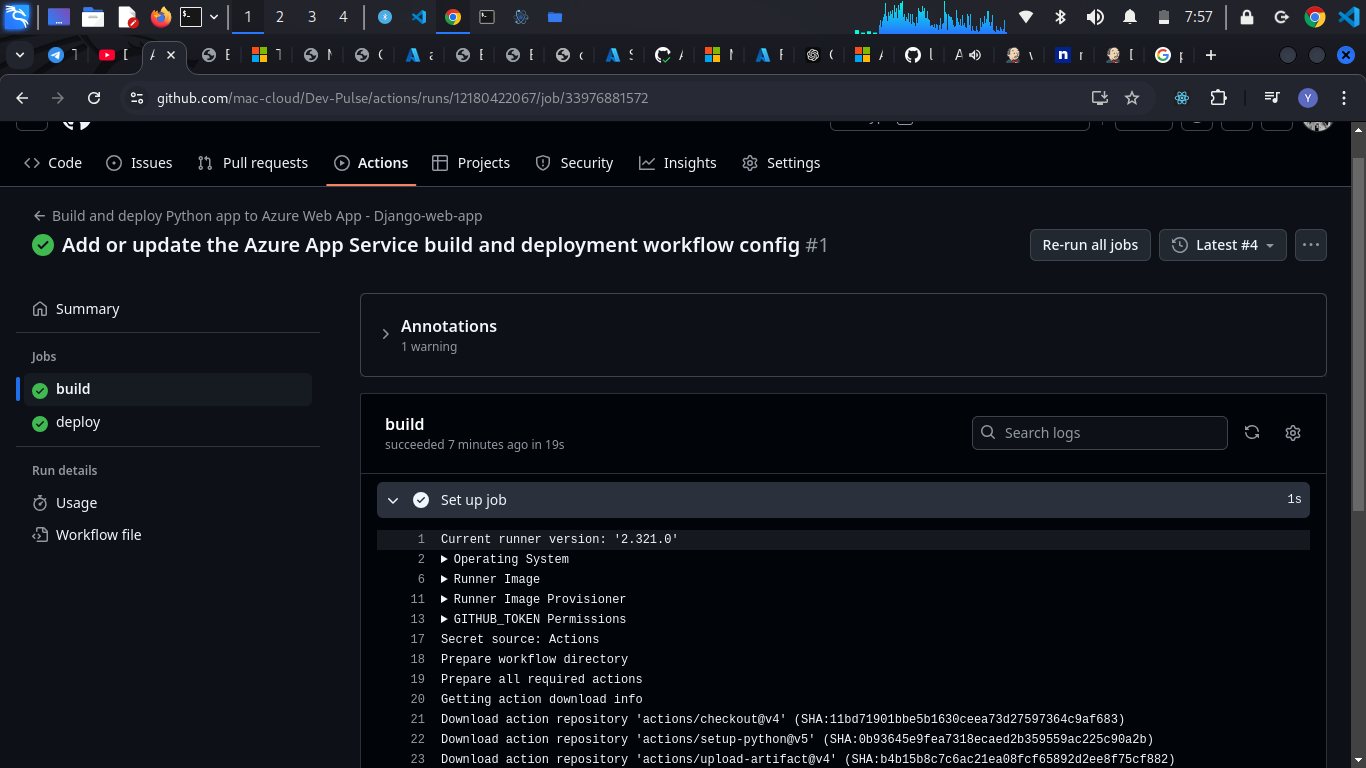 1 2 3 4 7:57
github.com/mac-cloud/Dev-Pulse/actions/runs/12180422067/job/33976881572 Y
Code Issues Pull requests Actions Projects Security Insights Settings
Build and deploy Python app to Azure Web App - Django-web-app
Add or update the Azure App Service build and deployment workflow config #1
Re-run all jobs Latest #4
Summary
Jobs
build
deploy
Run details
Usage
Workflow file
Annotations
1 warning
build
succeeded 7 minutes ago in 19s
Search logs
Set up job 1s
1 Current runner version: '2.321.0'
2 Operating System
6 Runner Image
11 Runner Image Provisioner
13 GITHUB_TOKEN Permissions
17 Secret source: Actions
18 Prepare workflow directory
19 Prepare all required actions
20 Getting action download info
21 Download action repository 'actions/checkout@v4' (SHA:11bd71901bbe5b1630ceea73d27597364c9af683)
22 Download action repository 'actions/setup-python@v5' (SHA:0b93645e9fea7318ecaed2b359559ac225c90a2b)
23 Download action repository 'actions/upload-artifact@v4' (SHA:b4b15b8c7c6ac21ea08fcf65892d2ee8f75cf882)